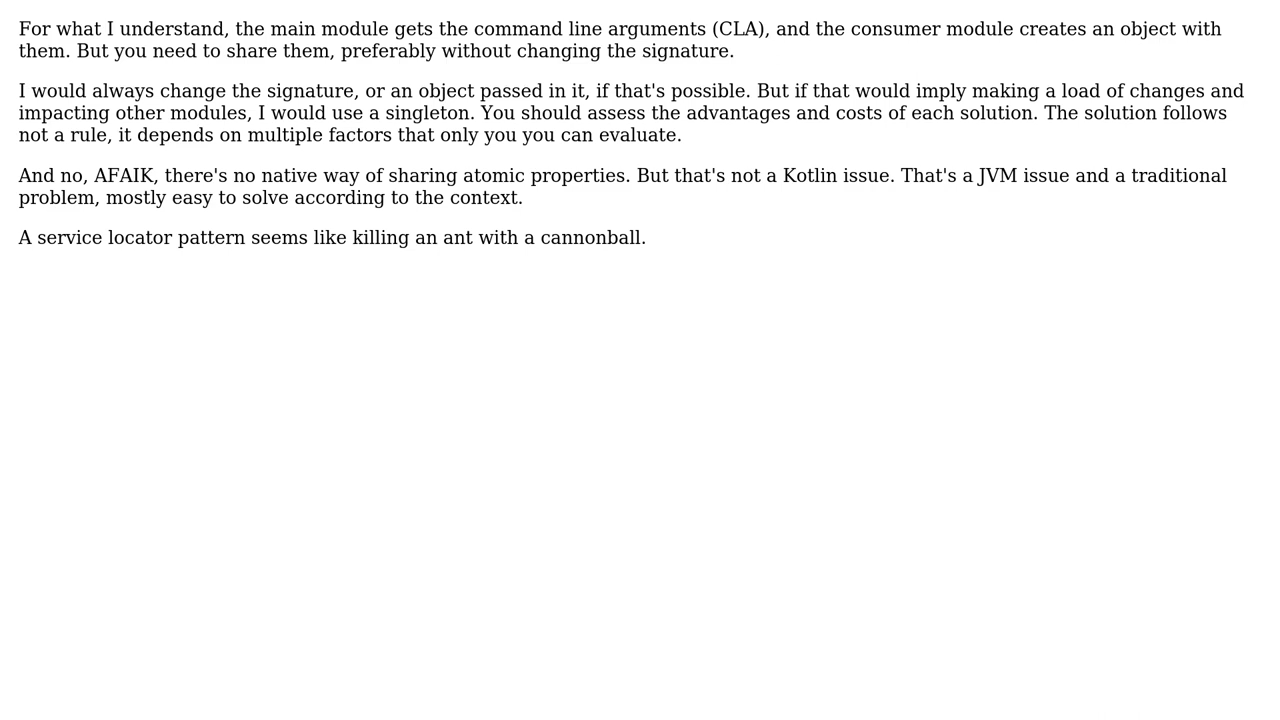 For what I understand, the main module gets the command line arguments (CLA), and the consumer module creates an object with
them. But you need to share them, preferably without changing the signature.
I would always change the signature, or an object passed in it, if that's possible. But if that would imply making a load of changes and
impacting other modules, I would use a singleton. You should assess the advantages and costs of each solution. The solution follows
not a rule, it depends on multiple factors that only you you can evaluate.
And no, AFAIK, there's no native way of sharing atomic properties. But that's not a Kotlin issue. That's a JVM issue and a traditional
problem, mostly easy to solve according to the context.
A service locator pattern seems like killing an ant with a cannonball.